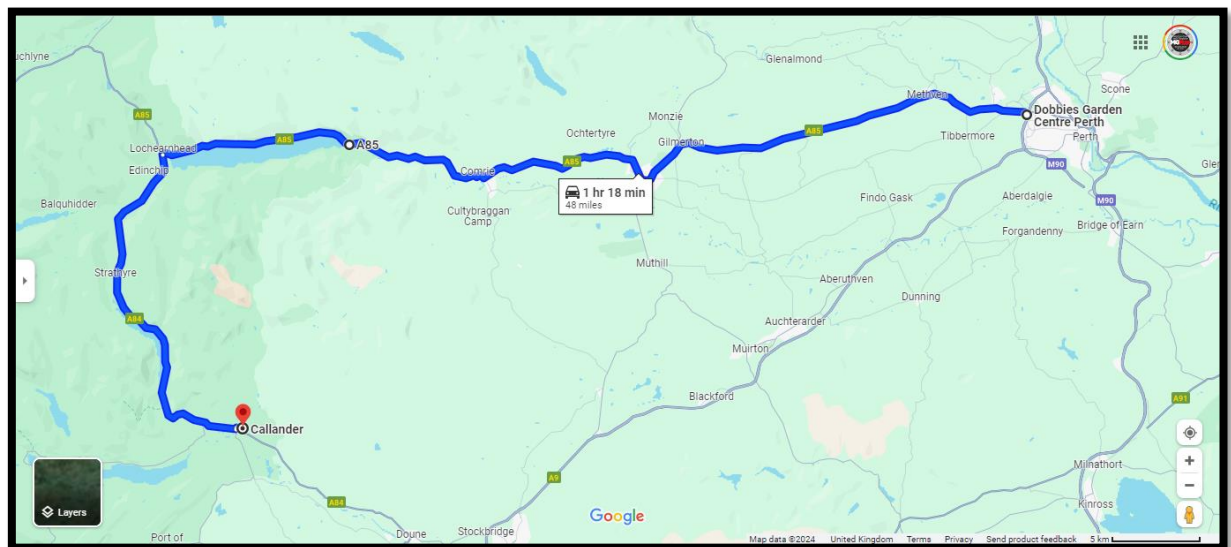 Glenalmond
A85
Scone
Methven
Dobbies Garden
Centre Perth
Monzie
Ochtertyre
Gilmerton
A85
Perth
Tibbermore
Lochearnhead
A85
A85
A85
Edinchip
Comrie
M90
1 hr 18 min
48 miles
Findo Gask
Aberdalgie
M90
Balquhidder
Cultybraggan
Camp
Forgandenny
Bridge of Earn
Muthill
Strathyre
Aberuthven
Dunning
A84
Auchterarder
Muirton
Blackford
A91
Callander
Milnathort
A9
Layers
A84
Google
Kinross
Doune
Stockbridge
Port of
Map data ©2024
United Kingdom
Terms
Privacy
Send product feedback
5 km